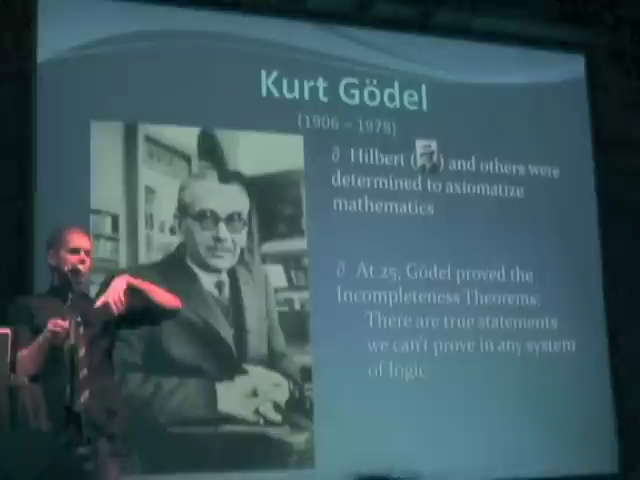 Kurt Gödel
(1906 – 1978)
∂ Hilbert ( ) and others were
determined to axiomatize
mathematics
∂ At 25, Gödel proved the
Incompleteness Theorems:
There are true statements
we can't prove in any system
of logic